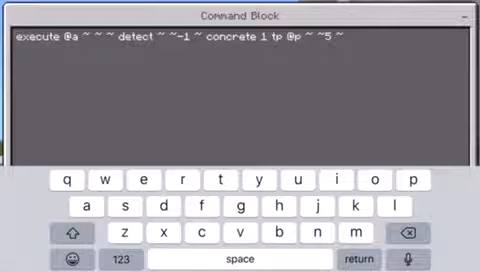 Command Block
execute @a ~ ~ ~ detect ~ ~-1 ~ concrete 1 tp @p ~ ~5 ~
q w e r t y u i o p
a s d f g h j k l
z x c v b n m
123 space return